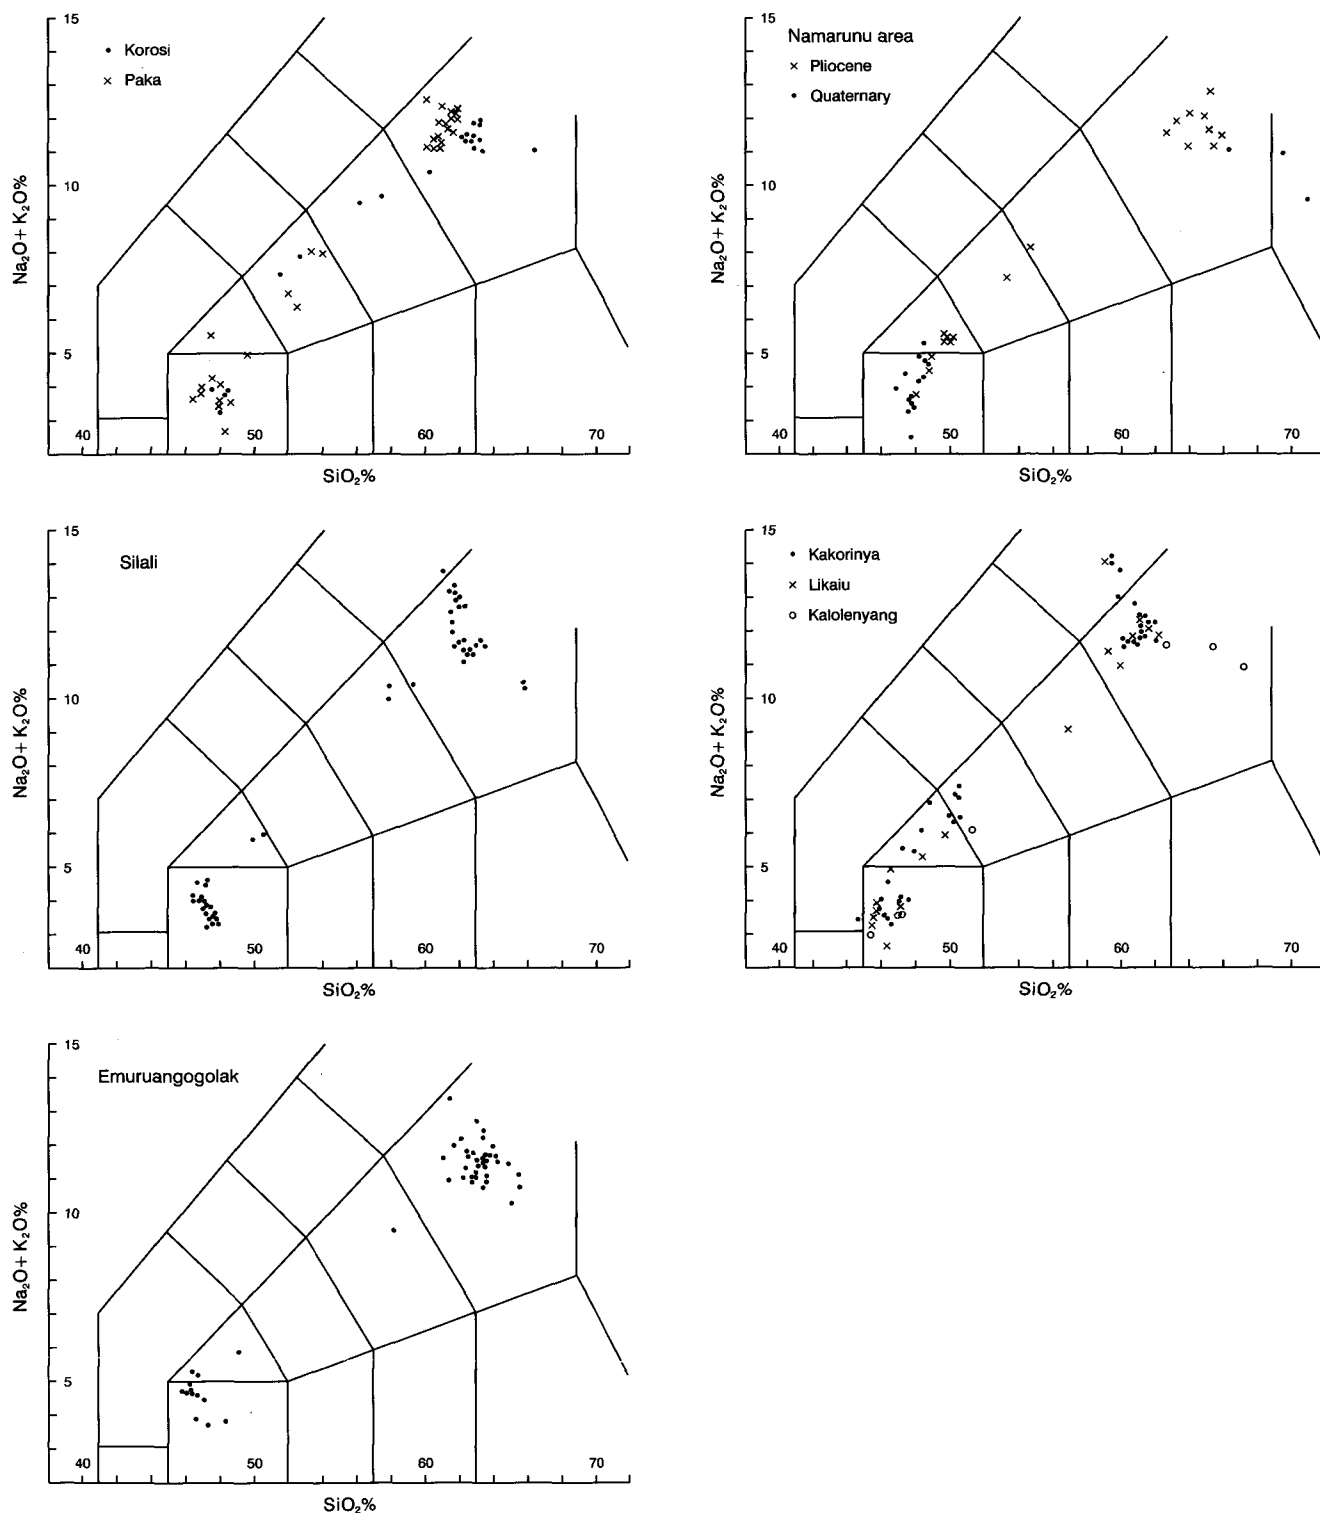 15
• Korosi
× Paka
10
Na₂O + K₂O%
5
40 50 60 70
SiO₂%
15
Namarunu area
× Pliocene
• Quaternary
10
Na₂O + K₂O%
5
40 50 60 70
SiO₂%
15
Silali
10
Na₂O + K₂O%
5
40 50 60 70
SiO₂%
15
• Kakorinya
× Likaiu
○ Kalolenyang
10
Na₂O + K₂O%
5
40 50 60 70
SiO₂%
15
Emuruangogolak
10
Na₂O + K₂O%
5
40 50 60 70
SiO₂%